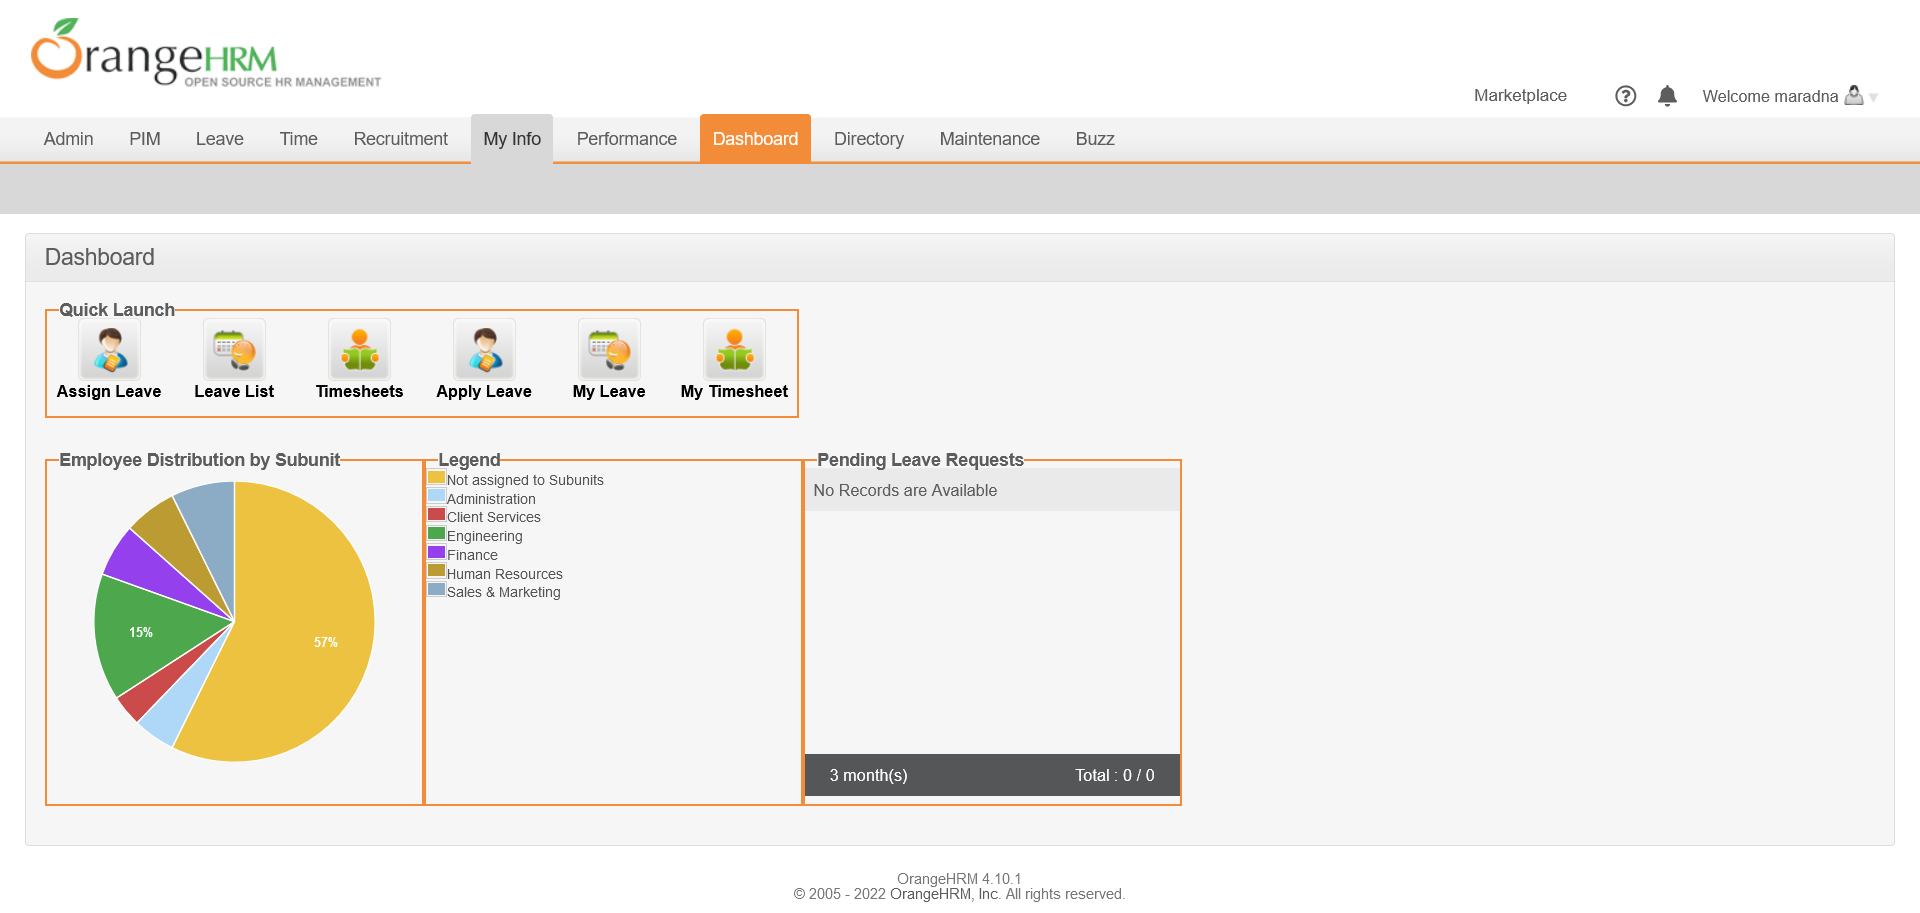 OrangeHRM
OPEN SOURCE HR MANAGEMENT
Marketplace
Welcome maradna
Admin PIM Leave Time Recruitment My Info Performance Dashboard Directory Maintenance Buzz
Dashboard
Quick Launch
Assign Leave Leave List Timesheets Apply Leave My Leave My Timesheet
Employee Distribution by Subunit
57%
15%
Legend
Not assigned to Subunits
Administration
Client Services
Engineering
Finance
Human Resources
Sales & Marketing
Pending Leave Requests
No Records are Available
3 month(s) Total : 0 / 0
OrangeHRM 4.10.1
© 2005 - 2022 OrangeHRM, Inc. All rights reserved.